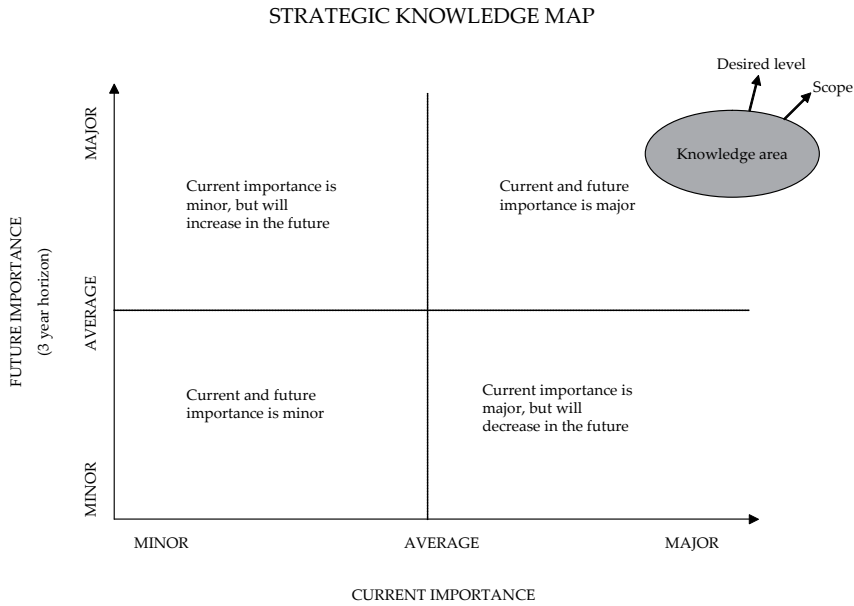 STRATEGIC KNOWLEDGE MAP
Desired level
Scope
Knowledge area
MAJOR
Current importance is
minor, but will
increase in the future
Current and future
importance is major
FUTURE IMPORTANCE
(3 year horizon)
AVERAGE
Current and future
importance is minor
Current importance is
major, but will
decrease in the future
MINOR
MINOR
AVERAGE
MAJOR
CURRENT IMPORTANCE